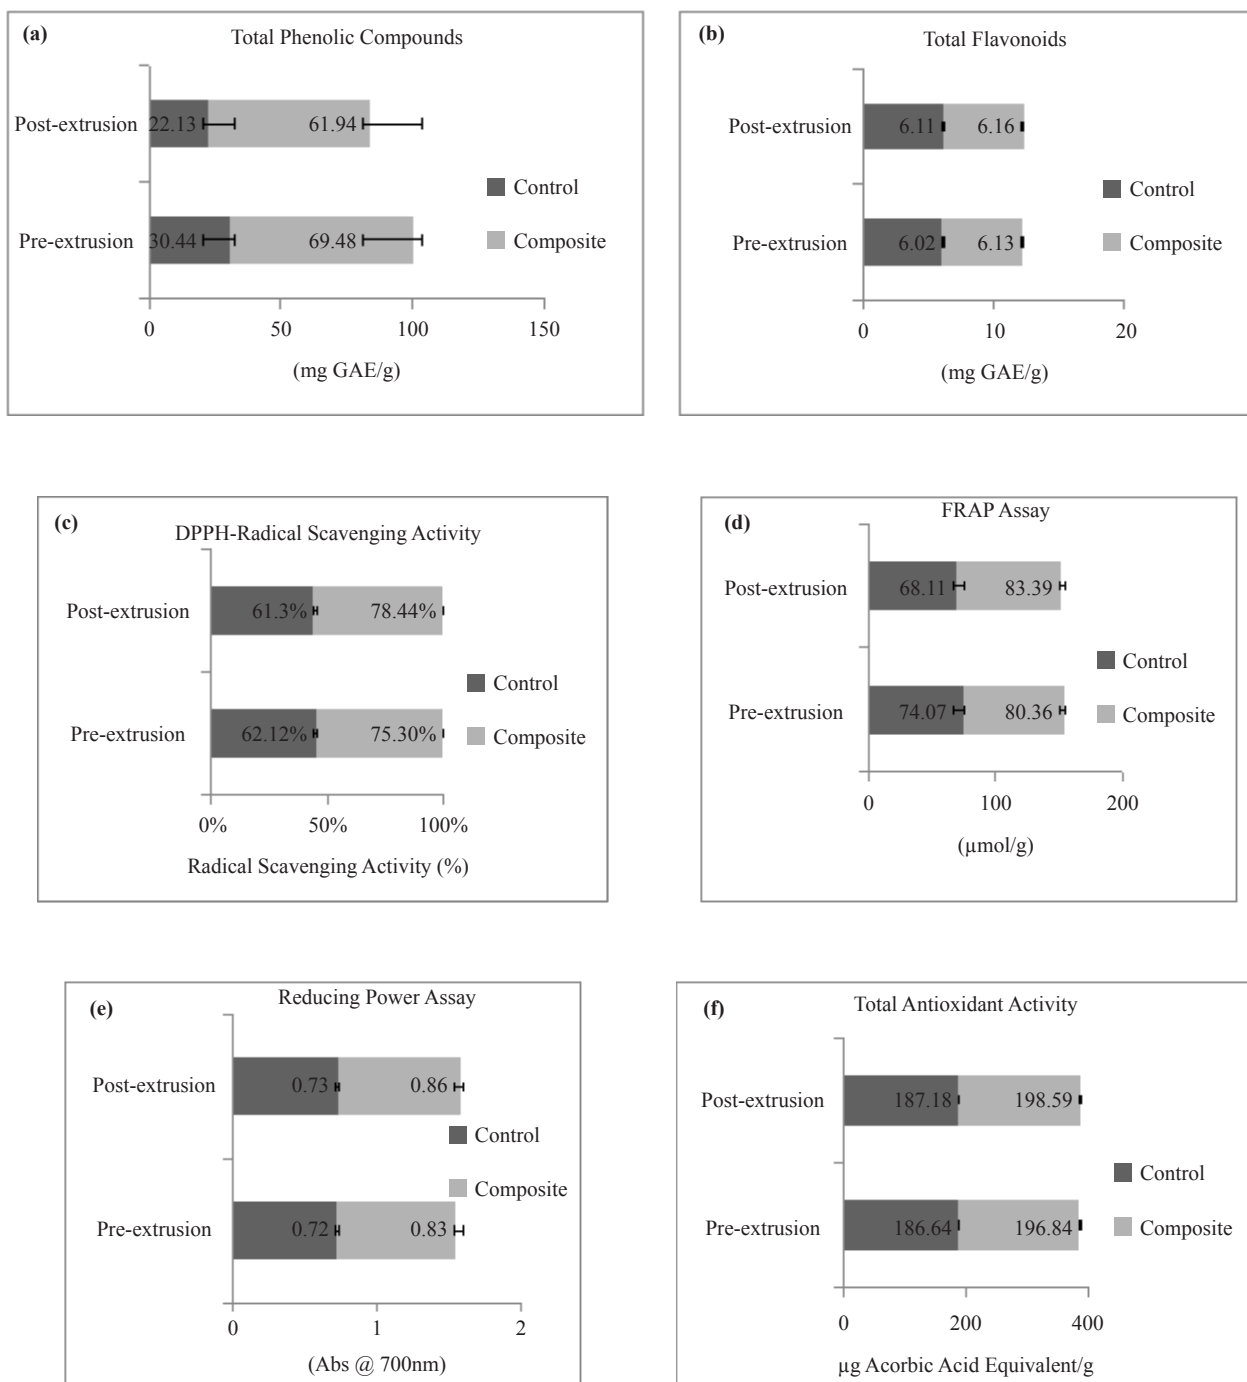 (a)
Total Phenolic Compounds
Post-extrusion
22.13
61.94
Control
Pre-extrusion
30.44
69.48
Composite
0 50 100 150
(mg GAE/g)
(b)
Total Flavonoids
Post-extrusion
6.11
6.16
Control
Pre-extrusion
6.02
6.13
Composite
0 10 20
(mg GAE/g)
(c)
DPPH-Radical Scavenging Activity
Post-extrusion
61.3%
78.44%
Control
Pre-extrusion
62.12%
75.30%
Composite
0% 50% 100%
Radical Scavenging Activity (%)
(d)
FRAP Assay
Post-extrusion
68.11
83.39
Control
Pre-extrusion
74.07
80.36
Composite
0 100 200
(µmol/g)
(e)
Reducing Power Assay
Post-extrusion
0.73
0.86
Control
Composite
Pre-extrusion
0.72
0.83
0 1 2
(Abs @ 700nm)
(f)
Total Antioxidant Activity
Post-extrusion
187.18
198.59
Control
Pre-extrusion
186.64
196.84
Composite
0 200 400
µg Acorbic Acid Equivalent/g